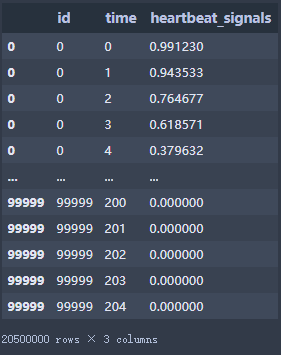 id time heartbeat_signals
0 0 0 0.991230
0 0 1 0.943533
0 0 2 0.764677
0 0 3 0.618571
0 0 4 0.379632
... ... ... ...
99999 99999 200 0.000000
99999 99999 201 0.000000
99999 99999 202 0.000000
99999 99999 203 0.000000
99999 99999 204 0.000000
20500000 rows × 3 columns